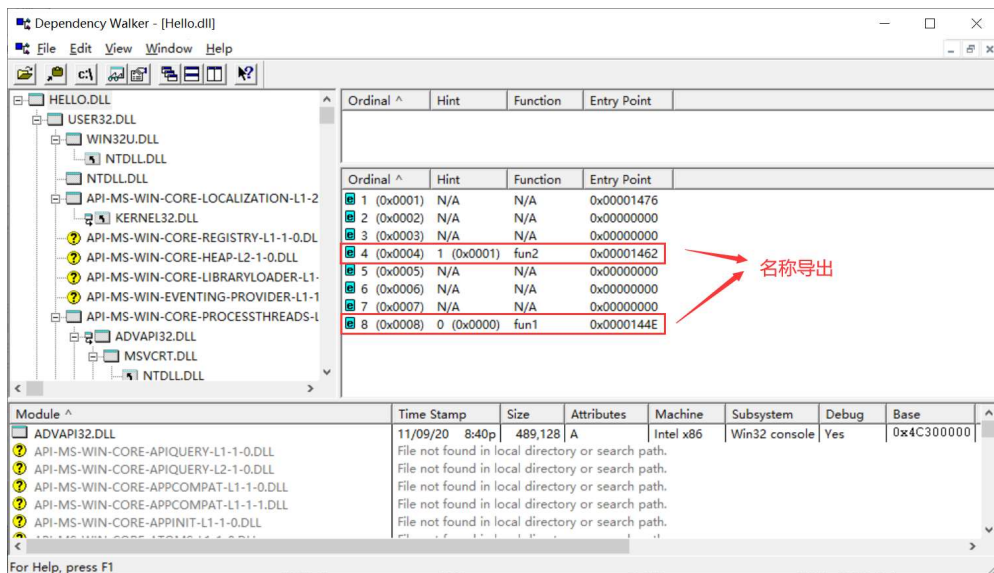 Dependency Walker - [Hello.dll]
File Edit View Window Help
c:\
HELLO.DLL
USER32.DLL
WIN32U.DLL
NTDLL.DLL
NTDLL.DLL
API-MS-WIN-CORE-LOCALIZATION-L1-2
KERNEL32.DLL
API-MS-WIN-CORE-REGISTRY-L1-1-0.DL
API-MS-WIN-CORE-HEAP-L2-1-0.DLL
API-MS-WIN-CORE-LIBRARYLOADER-L1-
API-MS-WIN-EVENTING-PROVIDER-L1-1
API-MS-WIN-CORE-PROCESSTHREADS-L
ADVAPI32.DLL
MSVCRT.DLL
NTDLL.DLL
Ordinal ^ Hint Function Entry Point
Ordinal ^ Hint Function Entry Point
1 (0x0001) N/A N/A 0x00001476
2 (0x0002) N/A N/A 0x00000000
3 (0x0003) N/A N/A 0x00000000
4 (0x0004) 1 (0x0001) fun2 0x00001462
5 (0x0005) N/A N/A 0x00000000
6 (0x0006) N/A N/A 0x00000000
7 (0x0007) N/A N/A 0x00000000
8 (0x0008) 0 (0x0000) fun1 0x0000144E
名称导出
Module ^ Time Stamp Size Attributes Machine Subsystem Debug Base
ADVAPI32.DLL 11/09/20 8:40p 489,128 A Intel x86 Win32 console Yes 0x4C300000
API-MS-WIN-CORE-APIQUERY-L1-1-0.DLL File not found in local directory or search path.
API-MS-WIN-CORE-APIQUERY-L2-1-0.DLL File not found in local directory or search path.
API-MS-WIN-CORE-APPCOMPAT-L1-1-0.DLL File not found in local directory or search path.
API-MS-WIN-CORE-APPCOMPAT-L1-1-1.DLL File not found in local directory or search path.
API-MS-WIN-CORE-APPINIT-L1-1-0.DLL File not found in local directory or search path.
For Help, press F1